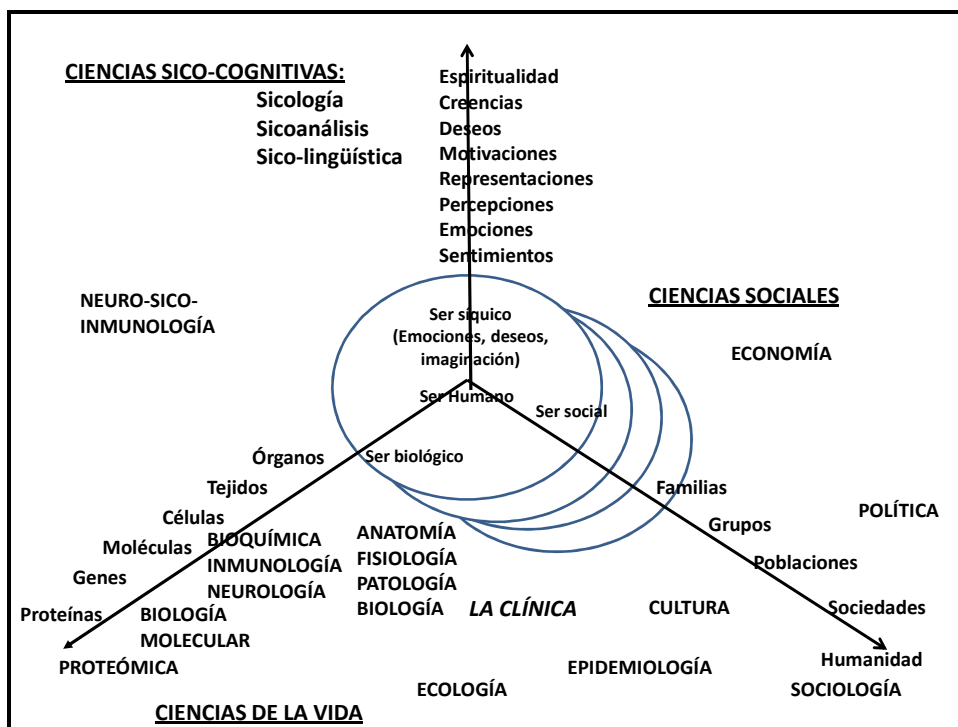 CIENCIAS SICO-COGNITIVAS:
Sicología
Sicoanálisis
Sico-lingüística
Espiritualidad
Creencias
Deseos
Motivaciones
Representaciones
Percepciones
Emociones
Sentimientos
NEURO-SICO-
INMUNOLOGÍA
CIENCIAS SOCIALES
ECONOMÍA
Ser síquico
(Emociones, deseos,
imaginación)
Ser Humano
Ser social
Ser biológico
Órganos
Tejidos
Células
Moléculas
Genes
Proteínas
BIOQUÍMICA
INMUNOLOGÍA
NEUROLOGÍA
ANATOMÍA
FISIOLOGÍA
PATOLOGÍA
BIOLOGÍA
BIOLOGÍA
MOLECULAR
PROTEÓMICA
LA CLÍNICA
Familias
Grupos
Poblaciones
Sociedades
Humanidad
POLÍTICA
CULTURA
EPIDEMIOLOGÍA
SOCIOLOGÍA
ECOLOGÍA
CIENCIAS DE LA VIDA